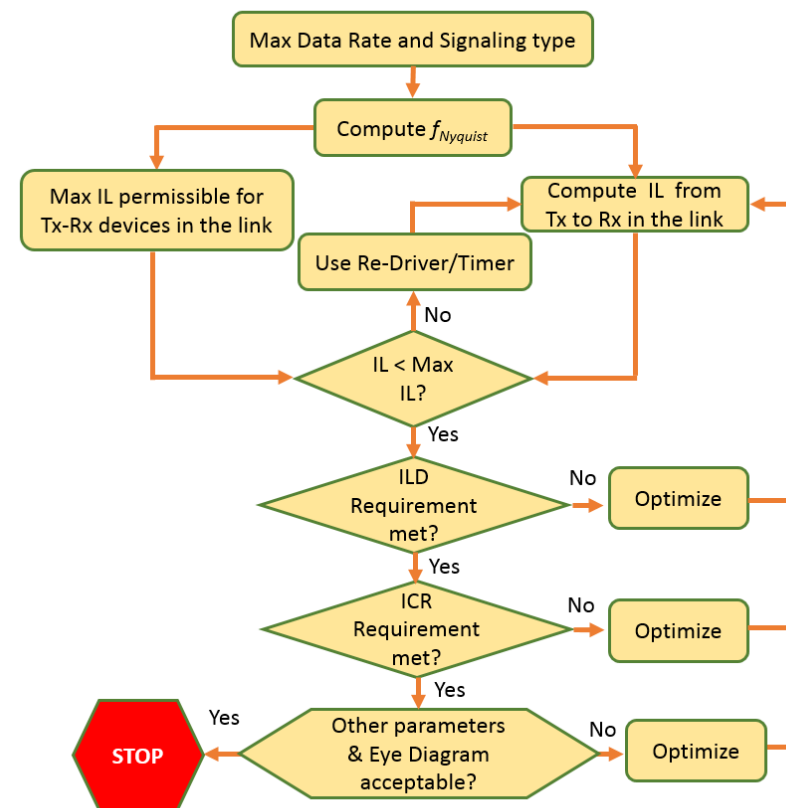 Max Data Rate and Signaling type
Compute fNyquist
Max IL permissible for
Tx-Rx devices in the link
Compute IL from
Tx to Rx in the link
Use Re-Driver/Timer
No
IL < Max
IL?
Yes
ILD
Requirement
met?
No
Optimize
Yes
ICR
Requirement
met?
No
Optimize
Yes
Other parameters
& Eye Diagram
acceptable?
Yes
STOP
No
Optimize